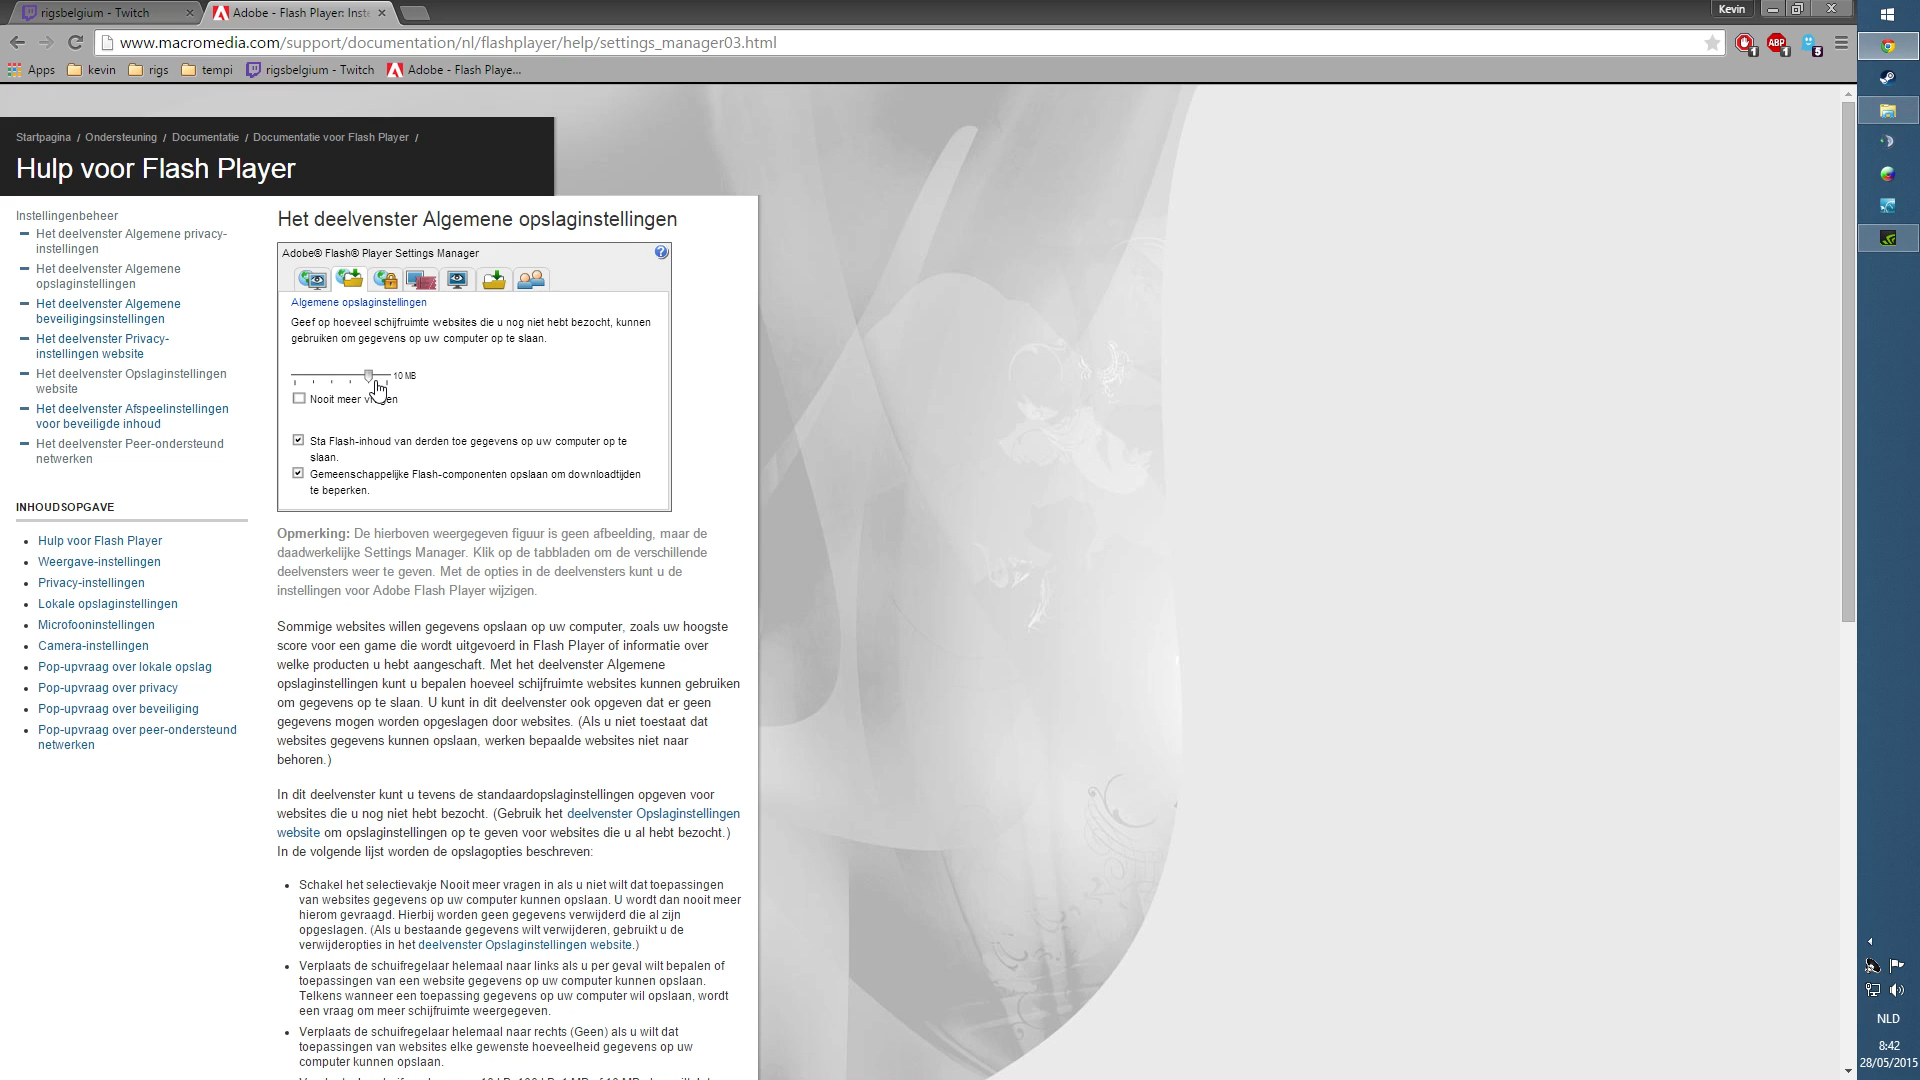 rigsbelgium - Twitch
Adobe - Flash Player: Inst
Kevin
www.macromedia.com/support/documentation/nl/flashplayer/help/settings_manager03.html
1
ABP
1
5
Apps
kevin
rigs
tempi
rigsbelgium - Twitch
Adobe - Flash Playe...
Startpagina / Ondersteuning / Documentatie / Documentatie voor Flash Player /
Hulp voor Flash Player
Instellingenbeheer
Het deelvenster Algemene privacy-
instellingen
Het deelvenster Algemene
opslaginstellingen
Het deelvenster Algemene
beveiligingsinstellingen
Het deelvenster Privacy-
instellingen website
Het deelvenster Opslaginstellingen
website
Het deelvenster Afspeelinstellingen
voor beveiligde inhoud
Het deelvenster Peer-ondersteund
netwerken
INHOUDSOPGAVE
Hulp voor Flash Player
Weergave-instellingen
Privacy-instellingen
Lokale opslaginstellingen
Microfooninstellingen
Camera-instellingen
Pop-upvraag over lokale opslag
Pop-upvraag over privacy
Pop-upvraag over beveiliging
Pop-upvraag over peer-ondersteund
netwerken
Het deelvenster Algemene opslaginstellingen
Adobe® Flash® Player Settings Manager
?
Algemene opslaginstellingen
Geef op hoeveel schijfruimte websites die u nog niet hebt bezocht, kunnen
gebruiken om gegevens op uw computer op te slaan.
10 MB
Nooit meer vragen
Sta Flash-inhoud van derden toe gegevens op uw computer op te
slaan.
Gemeenschappelijke Flash-componenten opslaan om downloadtijden
te beperken.
Opmerking: De hierboven weergegeven figuur is geen afbeelding, maar de
daadwerkelijke Settings Manager. Klik op de tabbladen om de verschillende
deelvensters weer te geven. Met de opties in de deelvensters kunt u de
instellingen voor Adobe Flash Player wijzigen.
Sommige websites willen gegevens opslaan op uw computer, zoals uw hoogste
score voor een game die wordt uitgevoerd in Flash Player of informatie over
welke producten u hebt aangeschaft. Met het deelvenster Algemene
opslaginstellingen kunt u bepalen hoeveel schijfruimte websites kunnen gebruiken
om gegevens op te slaan. U kunt in dit deelvenster ook opgeven dat er geen
gegevens mogen worden opgeslagen door websites. (Als u niet toestaat dat
websites gegevens kunnen opslaan, werken bepaalde websites niet naar
behoren.)
In dit deelvenster kunt u tevens de standaardopslaginstellingen opgeven voor
websites die u nog niet hebt bezocht. (Gebruik het deelvenster Opslaginstellingen
website om opslaginstellingen op te geven voor websites die u al hebt bezocht.)
In de volgende lijst worden de opslagopties beschreven:
Schakel het selectievakje Nooit meer vragen in als u niet wilt dat toepassingen
van websites gegevens op uw computer kunnen opslaan. U wordt dan nooit meer
hierom gevraagd. Hierbij worden geen gegevens verwijderd die al zijn
opgeslagen. (Als u bestaande gegevens wilt verwijderen, gebruikt u de
verwijderopties in het deelvenster Opslaginstellingen website.)
Verplaats de schuifregelaar helemaal naar links als u per geval wilt bepalen of
toepassingen van een website gegevens op uw computer kunnen opslaan.
Telkens wanneer een toepassing gegevens op uw computer wil opslaan, wordt
een vraag om meer schijfruimte weergegeven.
Verplaats de schuifregelaar helemaal naar rechts (Geen) als u wilt dat
toepassingen van websites elke gewenste hoeveelheid gegevens op uw
computer kunnen opslaan.
NLD
8:42
28/05/2015